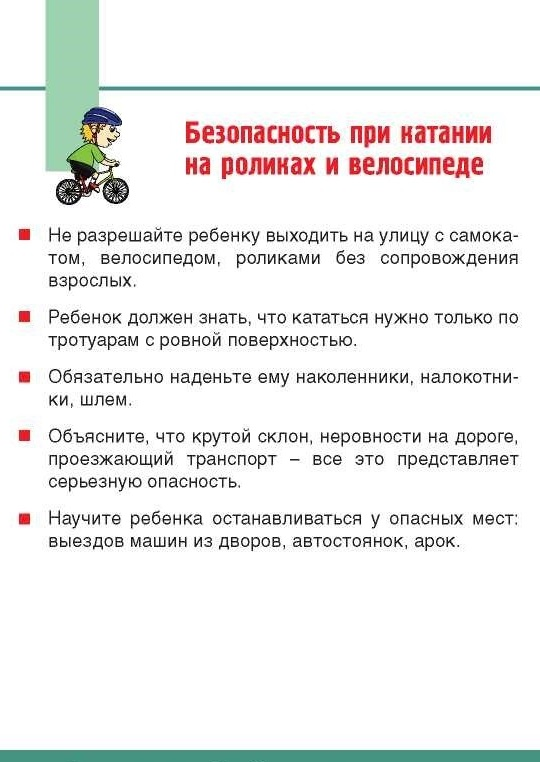 Безопасность при катании
на роликах и велосипеде
Не разрешайте ребенку выходить на улицу с самока-
том, велосипедом, роликами без сопровождения
взрослых.
Ребенок должен знать, что кататься нужно только по
тротуарам с ровной поверхностью.
Обязательно наденьте ему наколенники, налокотни-
ки, шлем.
Объясните, что крутой склон, неровности на дороге,
проезжающий транспорт – все это представляет
серьезную опасность.
Научите ребенка останавливаться у опасных мест:
выездов машин из дворов, автостоянок, арок.